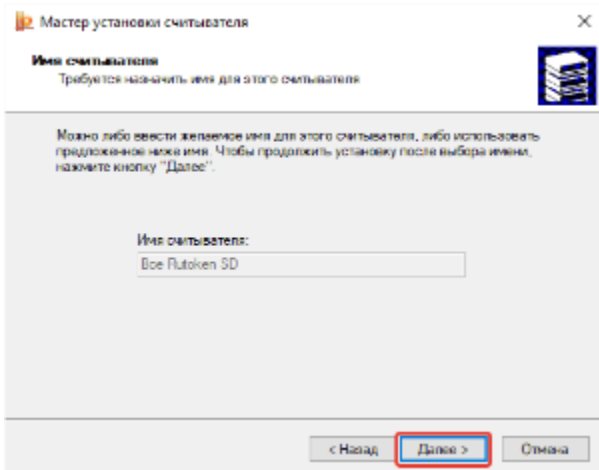 Мастер установки считывателя
Имя считывателя
Требуется назначить имя для этого считывателя
Можно либо ввести желаемое имя для этого считывателя, либо использовать
предложенное ниже имя. Чтобы продолжить установку после выбора имени,
нажмите кнопку "Далее".
Имя считывателя:
Все Rutoken SD
< Назад
Далее >
Отмена